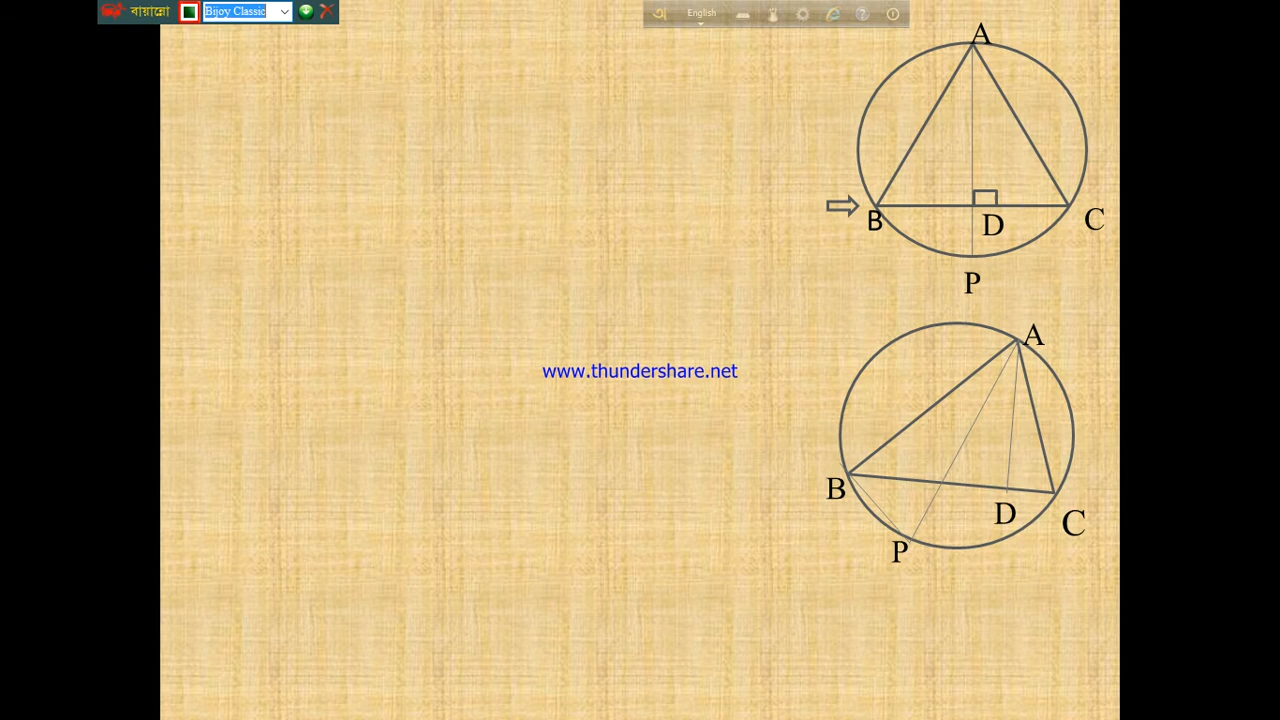 বায়ান্নো
Bijoy Classic
English
A
B
D
C
P
www.thundershare.net
A
B
D
C
P